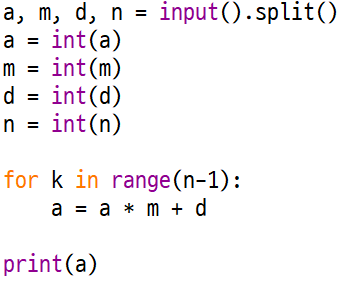 a, m, d, n = input().split()
a = int(a)
m = int(m)
d = int(d)
n = int(n)

for k in range(n-1):
    a = a * m + d

print(a)